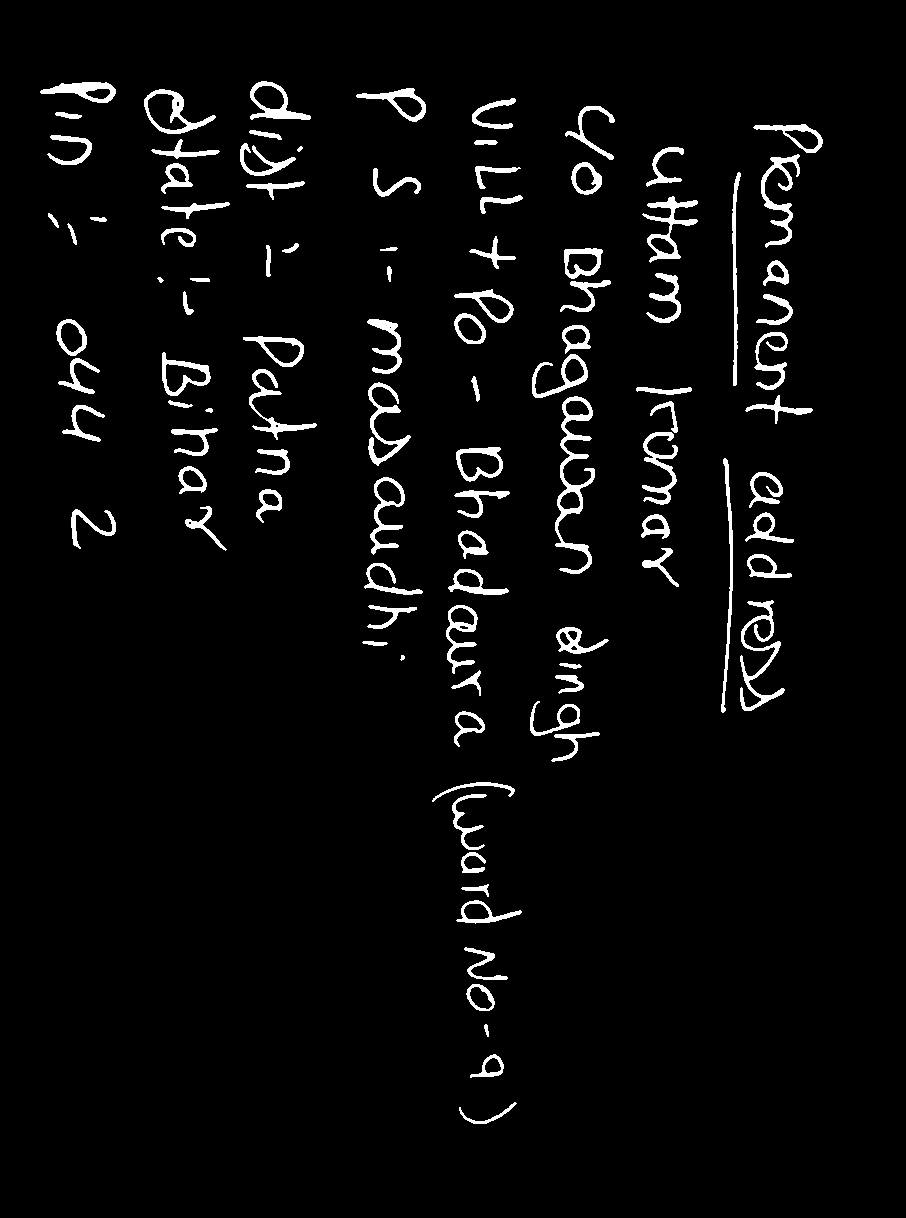 Premanent address
Uttam Kumar
C/o Bhagawan Singh
Vill + Po - Bhadaura (ward No-9)
P S :- masaudhi
dist :- Patna
State :- Bihar
Pin :- 044 2